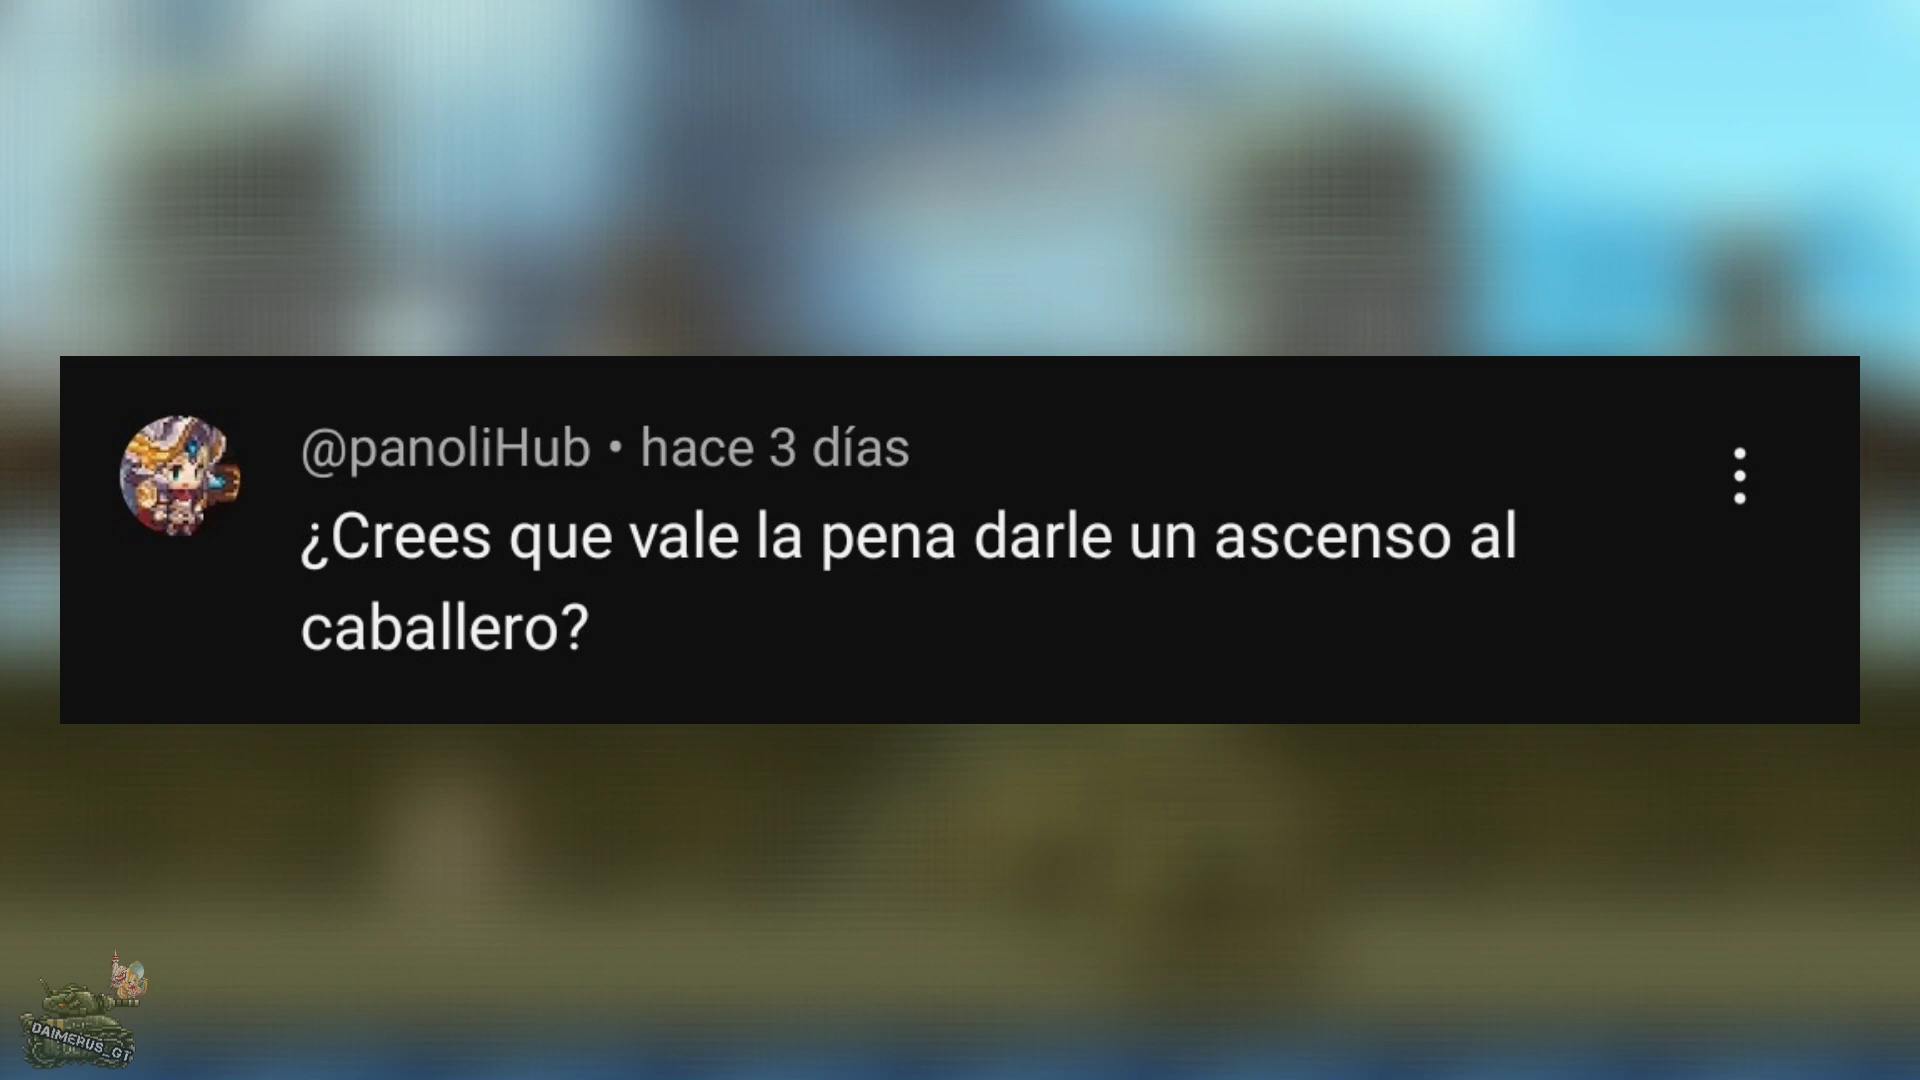 @panoliHub • hace 3 días
¿Crees que vale la pena darle un ascenso al
caballero?
DAIMERUS_GT